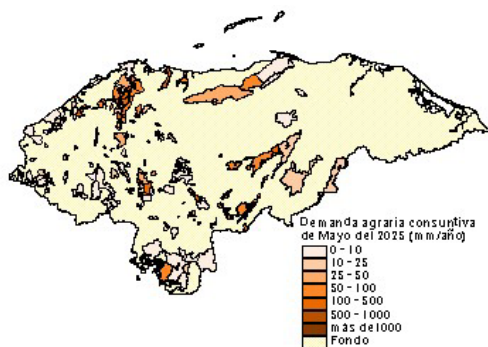 Demanda agraria consuntiva
de Mayo del 2025 (mm/año)
0 - 10
10 - 25
25 - 50
50 - 100
100 - 500
500 - 1000
más de1000
Fondo